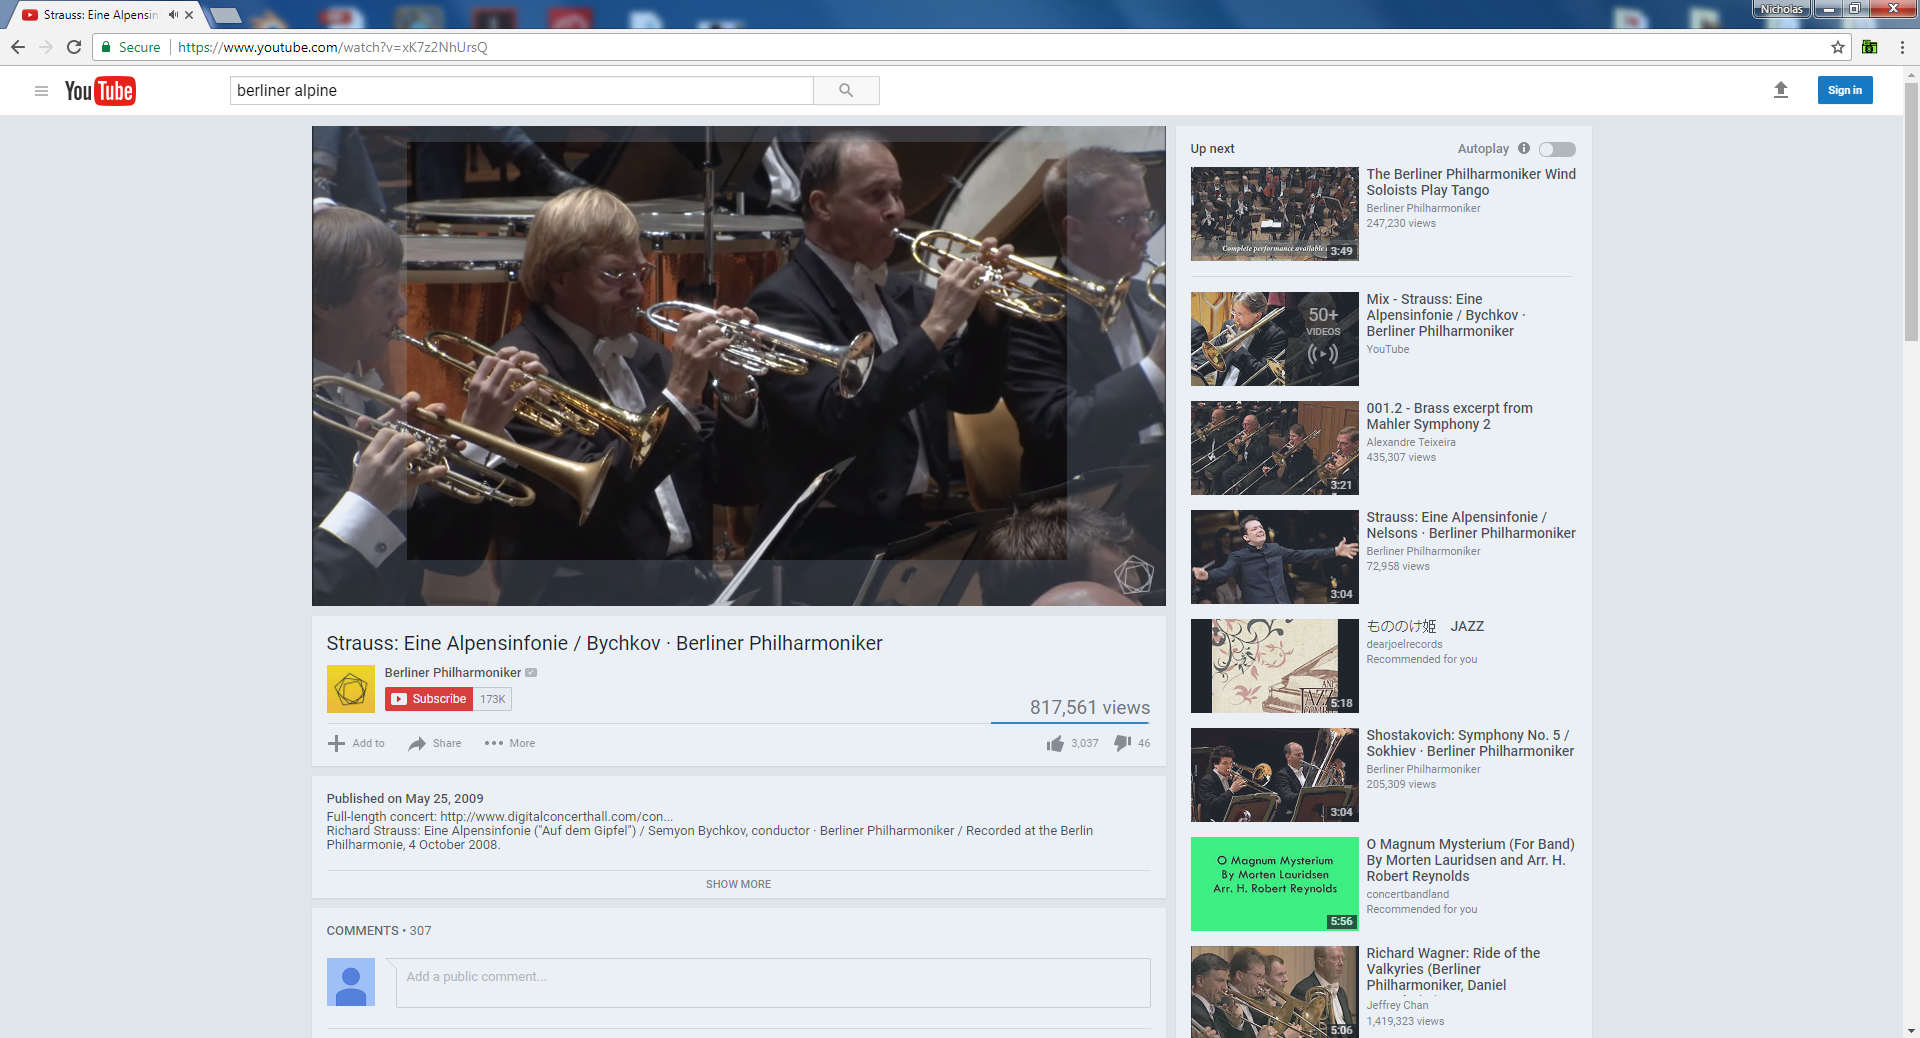 Strauss: Eine Alpensin
Nicholas
Secure
https://www.youtube.com/watch?v=xK7z2NhUrsQ
YouTube
berliner alpine
Sign in
Strauss: Eine Alpensinfonie / Bychkov · Berliner Philharmoniker
Berliner Philharmoniker
Subscribe 173K
817,561 views
Add to Share More
3,037 46
Published on May 25, 2009
Full-length concert: http://www.digitalconcerthall.com/con...
Richard Strauss: Eine Alpensinfonie ("Auf dem Gipfel") / Semyon Bychkov, conductor · Berliner Philharmoniker / Recorded at the Berlin
Philharmonie, 4 October 2008.
SHOW MORE
COMMENTS • 307
Add a public comment...
Up next
Autoplay
Complete performance available
3:49
The Berliner Philharmoniker Wind
Soloists Play Tango
Berliner Philharmoniker
247,230 views
50+
VIDEOS
Mix - Strauss: Eine
Alpensinfonie / Bychkov ·
Berliner Philharmoniker
YouTube
3:21
001.2 - Brass excerpt from
Mahler Symphony 2
Alexandre Teixeira
435,307 views
3:04
Strauss: Eine Alpensinfonie /
Nelsons · Berliner Philharmoniker
Berliner Philharmoniker
72,958 views
5:18
もののけ姫 JAZZ
dearjoelrecords
Recommended for you
3:04
Shostakovich: Symphony No. 5 /
Sokhiev · Berliner Philharmoniker
Berliner Philharmoniker
205,309 views
O Magnum Mysterium
By Morten Lauridsen
Arr. H. Robert Reynolds
5:56
O Magnum Mysterium (For Band)
By Morten Lauridsen and Arr. H.
Robert Reynolds
concertbandland
Recommended for you
5:06
Richard Wagner: Ride of the
Valkyries (Berliner
Philharmoniker, Daniel
Jeffrey Chan
1,419,323 views